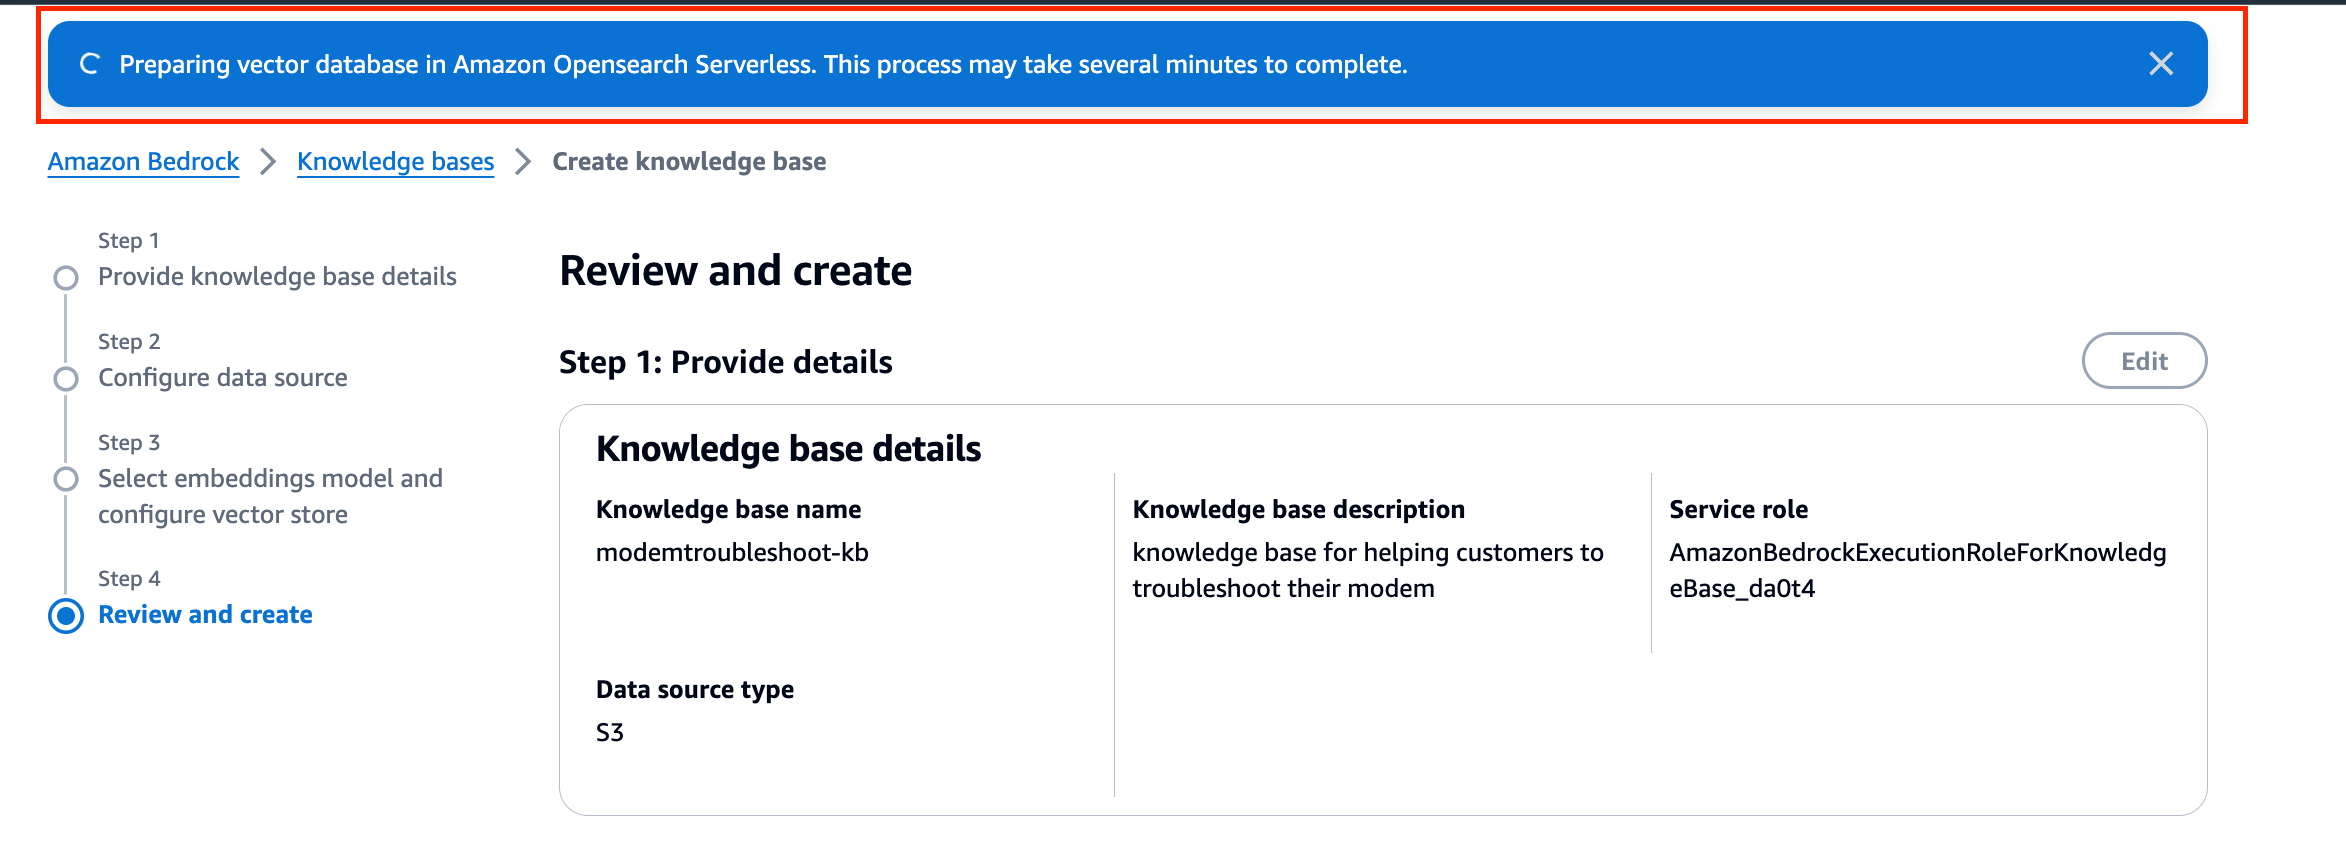 Preparing vector database in Amazon Opensearch Serverless. This process may take several minutes to complete.
Amazon Bedrock
Knowledge bases
Create knowledge base
Step 1
Provide knowledge base details
Step 2
Configure data source
Step 3
Select embeddings model and
configure vector store
Step 4
Review and create
Review and create
Step 1: Provide details
Edit
Knowledge base details
Knowledge base name
modemtroubleshoot-kb
Knowledge base description
knowledge base for helping customers to
troubleshoot their modem
Service role
AmazonBedrockExecutionRoleForKnowledg
eBase_da0t4
Data source type
S3